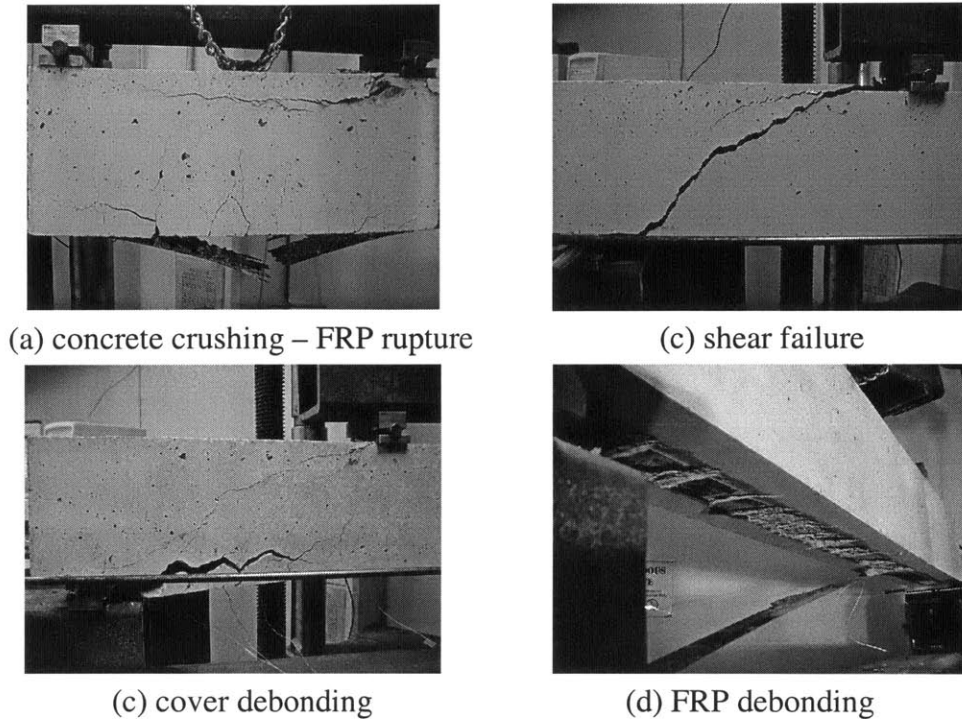 (a) concrete crushing – FRP rupture
(c) shear failure
(c) cover debonding
(d) FRP debonding